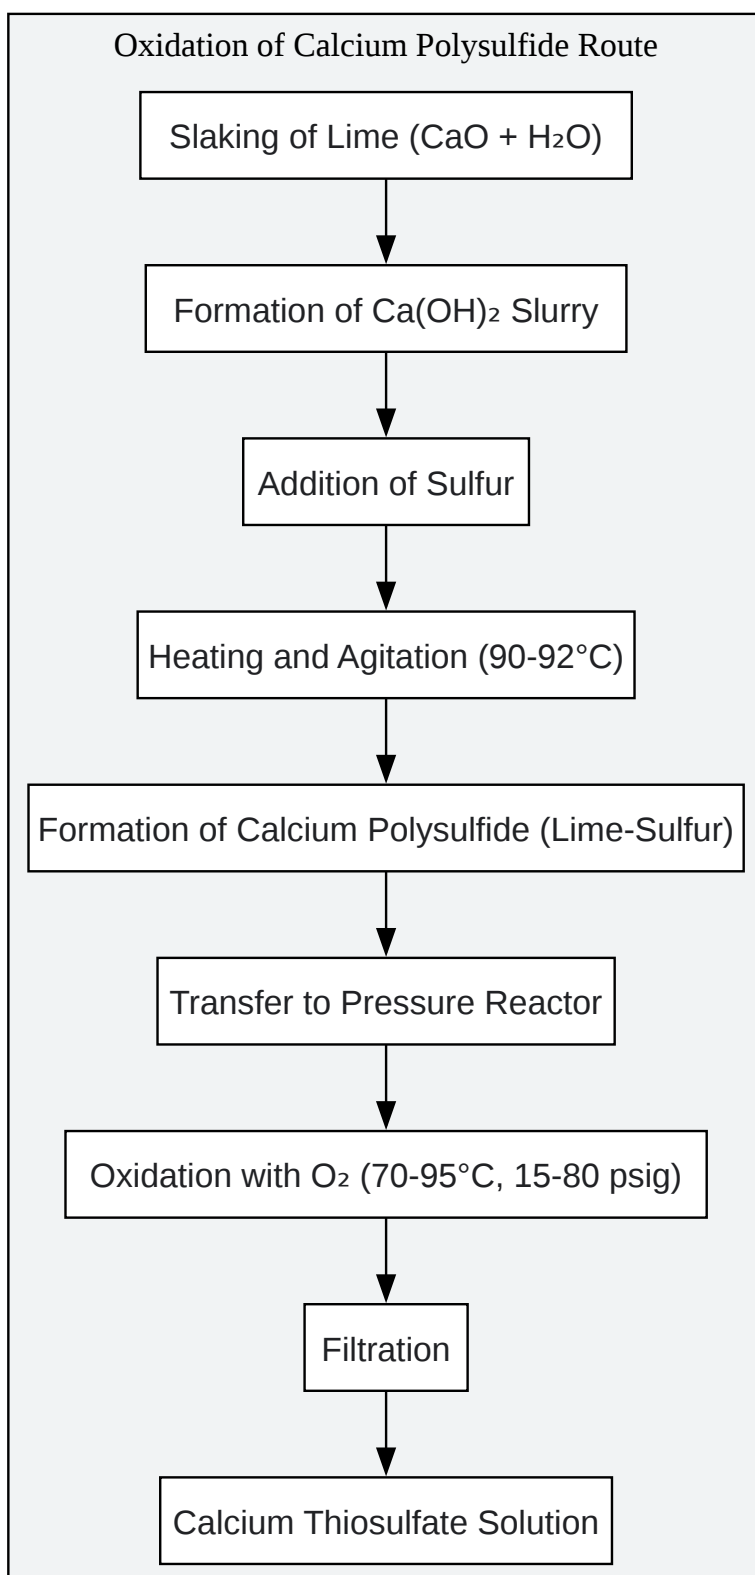 Oxidation of Calcium Polysulfide Route
Slaking of Lime (CaO + H₂O)
Formation of Ca(OH)₂ Slurry
Addition of Sulfur
Heating and Agitation (90-92°C)
Formation of Calcium Polysulfide (Lime-Sulfur)
Transfer to Pressure Reactor
Oxidation with O₂ (70-95°C, 15-80 psig)
Filtration
Calcium Thiosulfate Solution